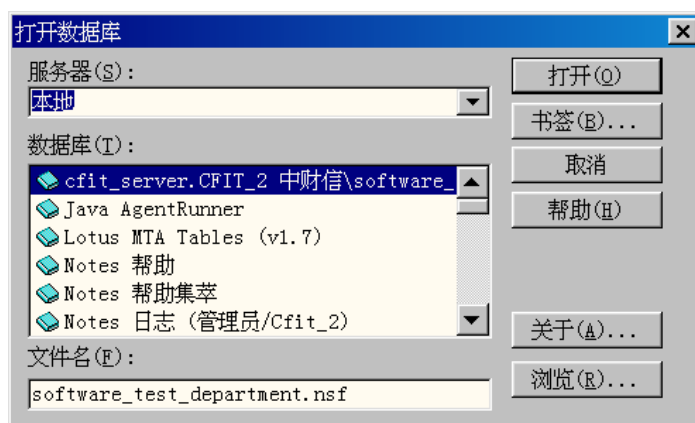 打开数据库
服务器(S):
本地
数据库(T):
cfit_server.CFIT_2 中财信\software_
Java AgentRunner
Lotus MTA Tables (v1.7)
Notes 帮助
Notes 帮助集萃
Notes 日志 (管理员/Cfit_2)
文件名(F):
software_test_department.nsf
打开(O)
书签(B)...
取消
帮助(H)
关于(A)...
浏览(R)...